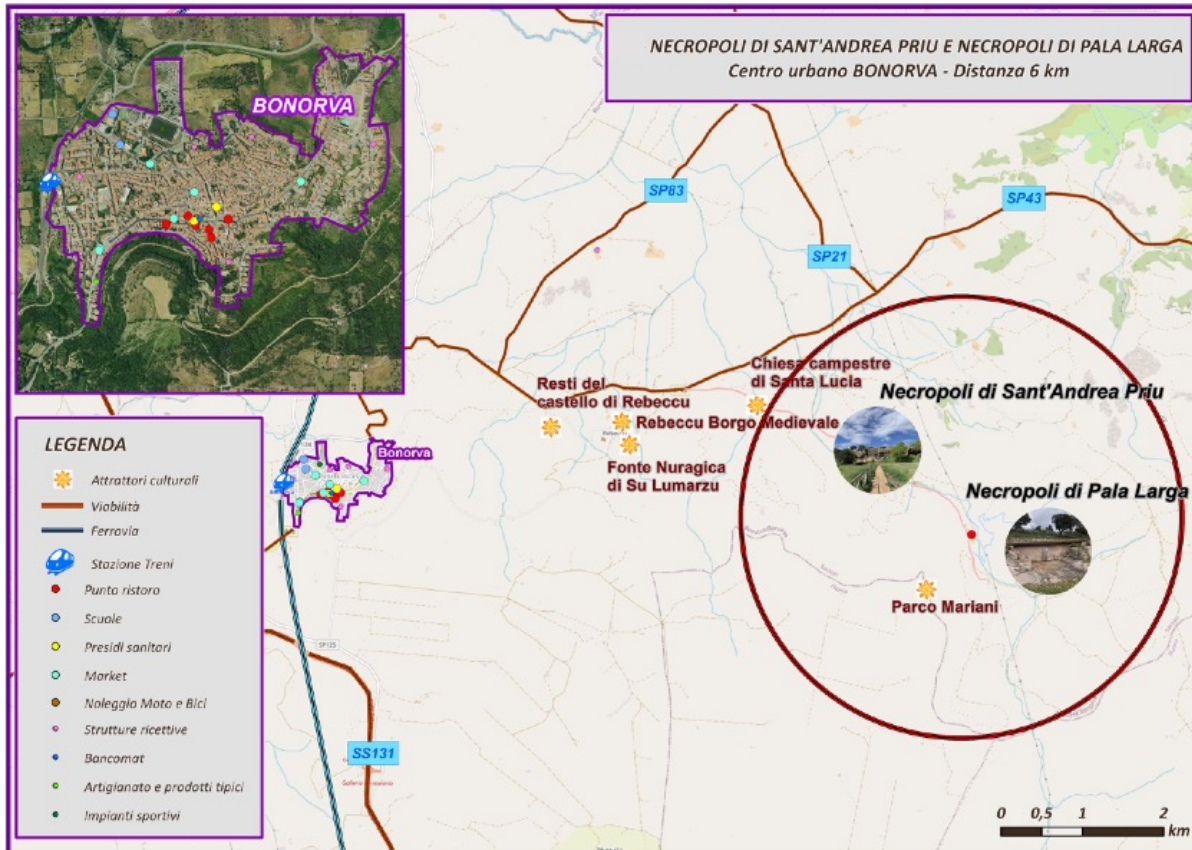 NECROPOLI DI SANT'ANDREA PRIU E NECROPOLI DI PALA LARGA
Centro urbano BONORVA - Distanza 6 km
BONORVA
SP83
SP43
SP21
Chiesa campestre
di Santa Lucia
Resti del
castello di Rebeccu
Rebeccu Borgo Medievale
Fonte Nuragica
di Su Lumarzu
Necropoli di Sant'Andrea Priu
Necropoli di Pala Larga
Parco Mariani
Bonorva
SP125
SS131
LEGENDA
Attrattori culturali
Viabilità
Ferrovia
Stazione Treni
Punto ristoro
Scuole
Presidi sanitari
Market
Noleggio Moto e Bici
Strutture ricettive
Bancomat
Artigianato e prodotti tipici
Impianti sportivi
0 0,5 1 2
km